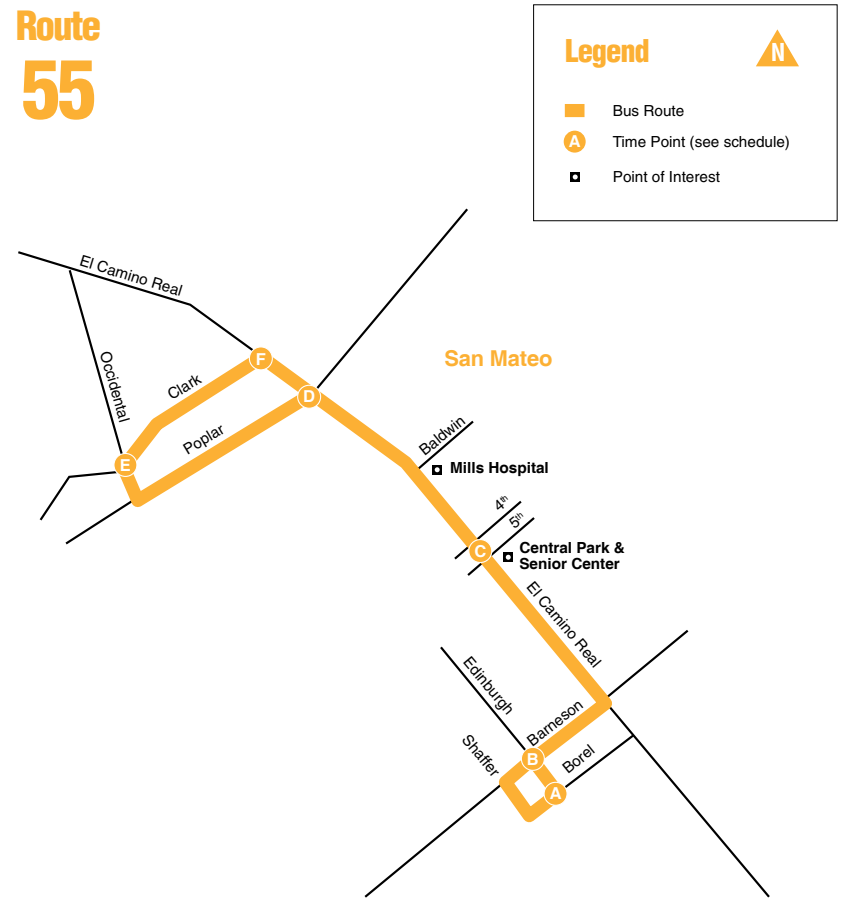 Route
55
Legend
N
Bus Route
A
Time Point (see schedule)
Point of Interest
El Camino Real
Occidental
Clark
F
San Mateo
D
Poplar
E
Baldwin
Mills Hospital
4th
5th
C
Central Park &
Senior Center
El Camino Real
Edinburgh
Barneson
Shaffer
B
Borel
A